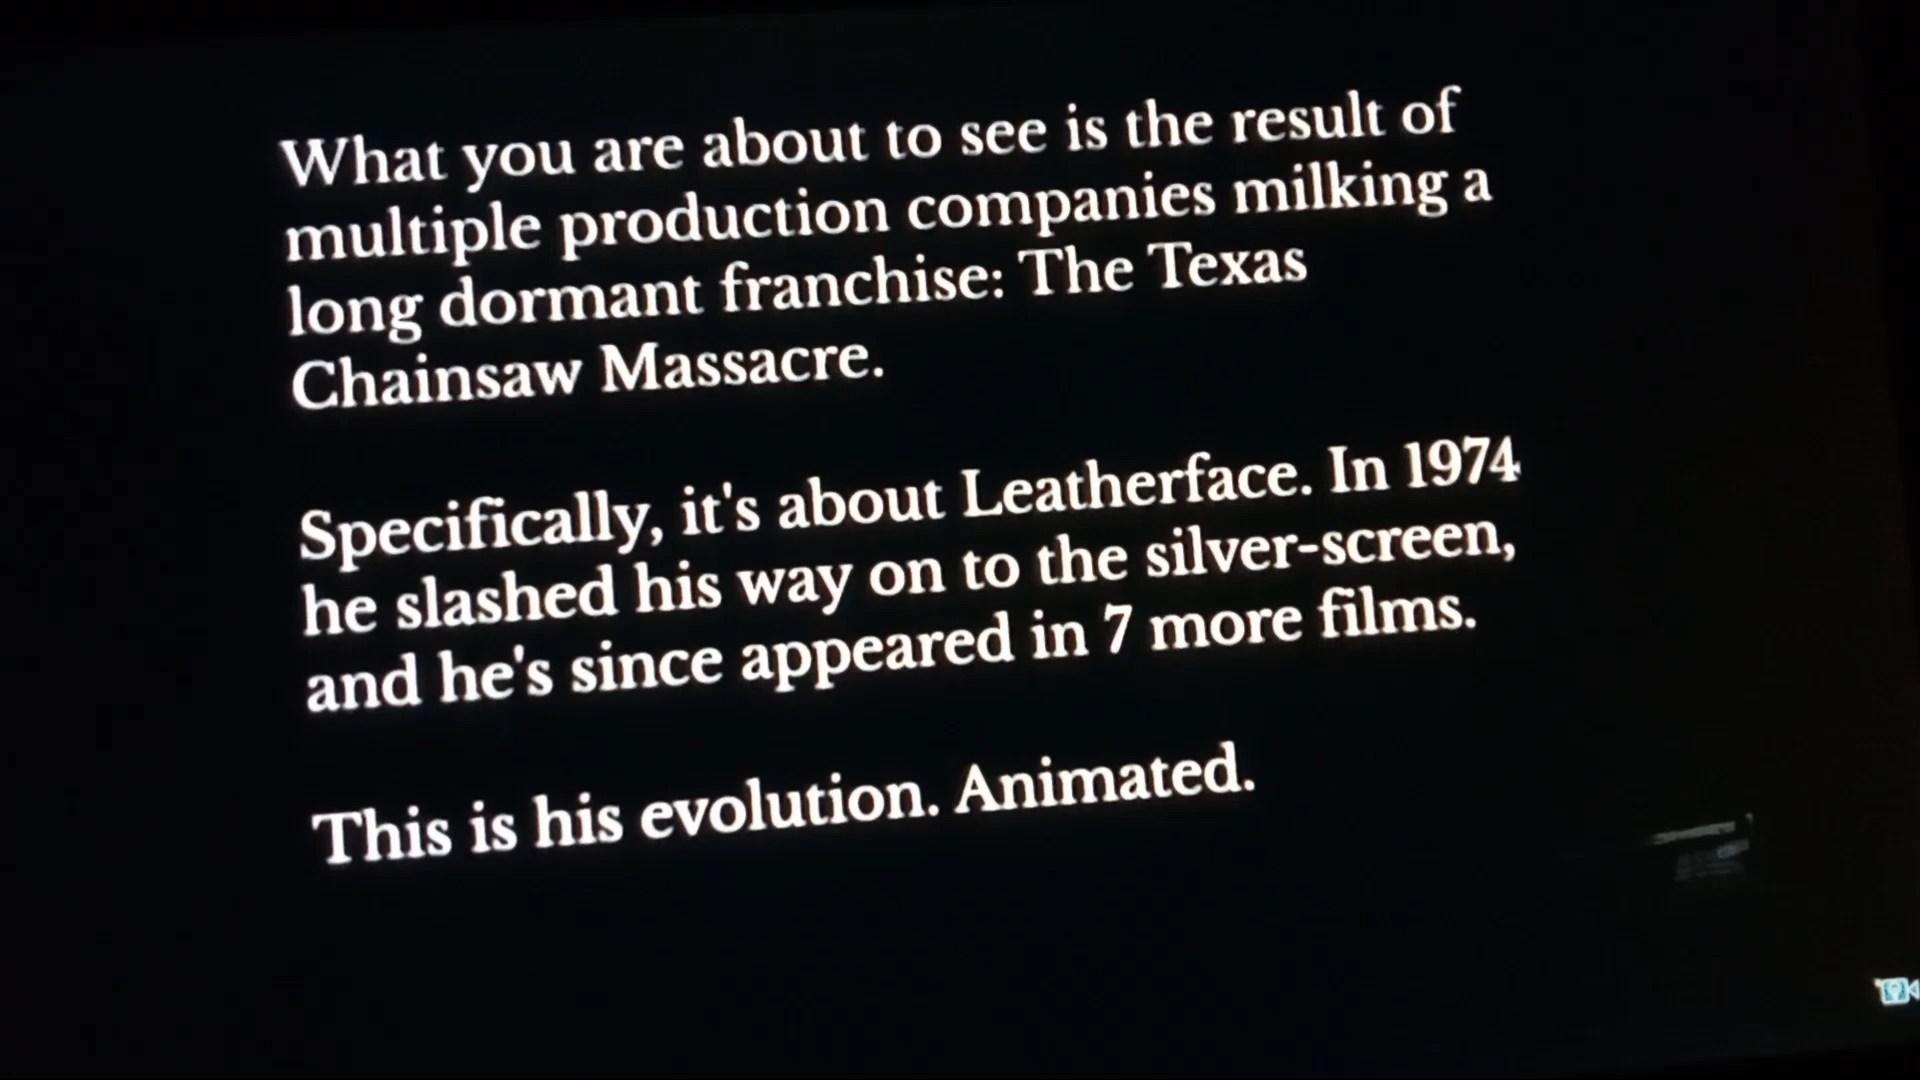 What you are about to see is the result of
multiple production companies milking a
long dormant franchise: The Texas
Chainsaw Massacre.
Specifically, it's about Leatherface. In 1974
he slashed his way on to the silver-screen,
and he's since appeared in 7 more films.
This is his evolution. Animated.